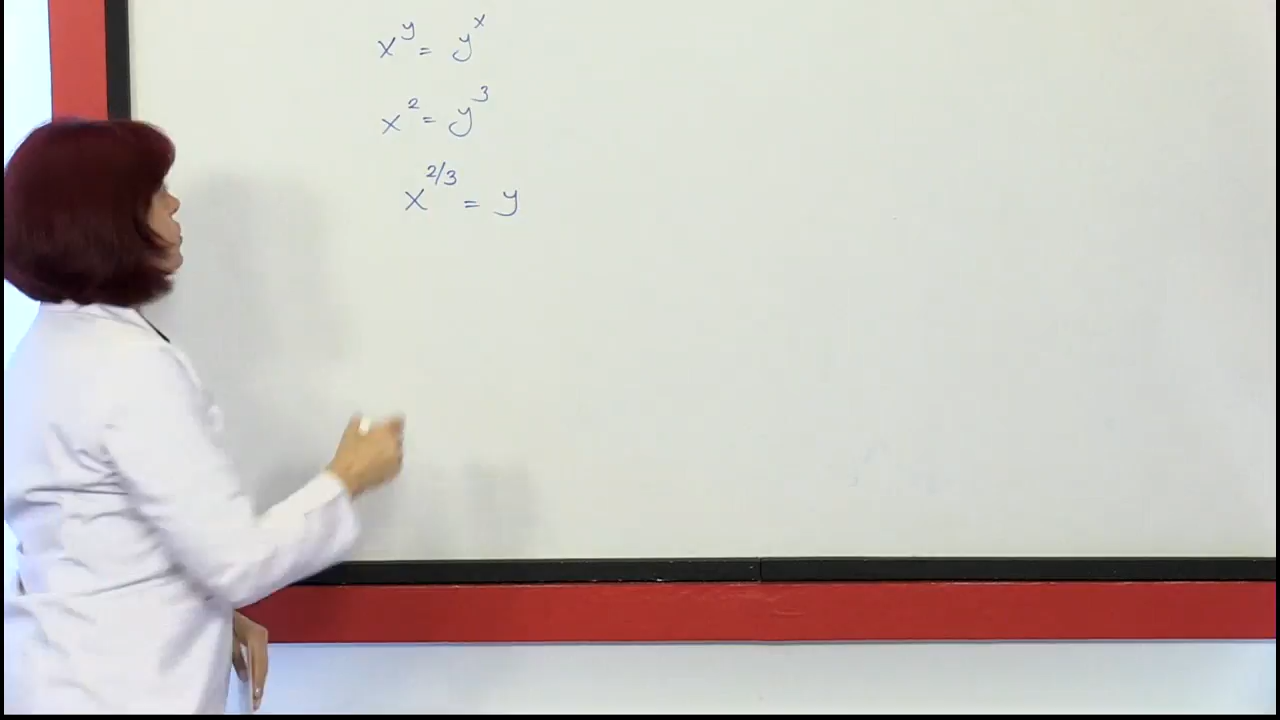 x^y = y^x
x^2 = y^3
x^{2/3} = y